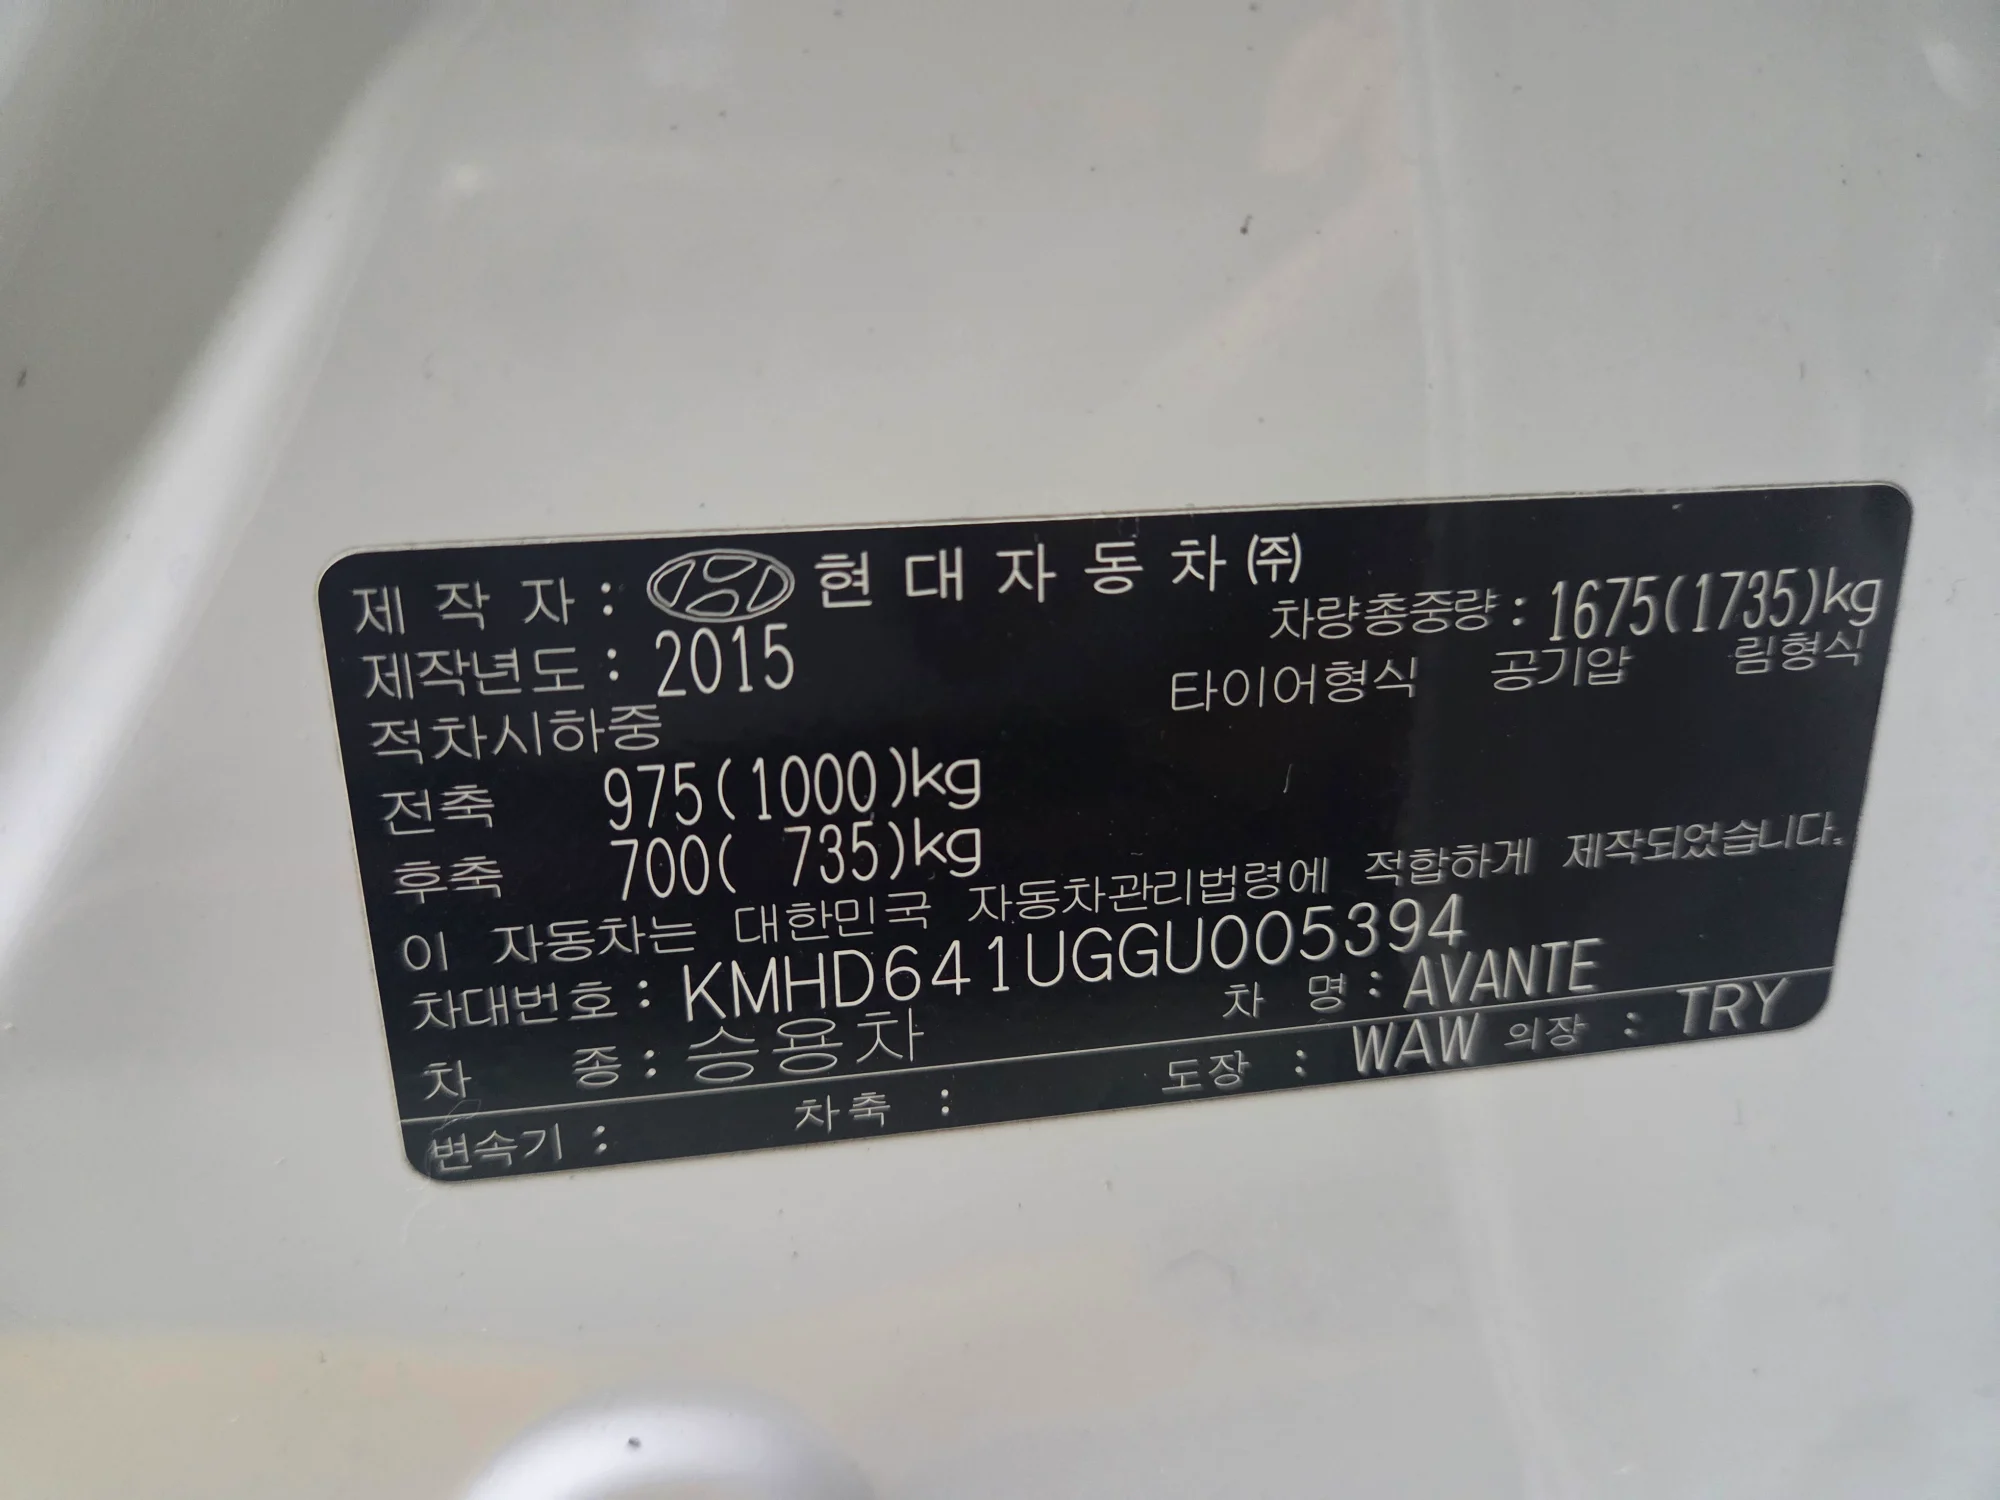 제 작 자 : 현 대 자 동 차 ㈜
제작년도 : 2015 차량총중량 : 1675(1735)kg
적차시하중 타이어형식 공기압 림형식
전축 975(1000)kg
후축 700( 735)kg
이 자동차는 대한민국 자동차관리법령에 적합하게 제작되었습니다.
차대번호 : KMHD641UGGU005394
차 종 : 승용차 차 명 : AVANTE
변속기 : 차축 : 도장 : WAW 의장 : TRY